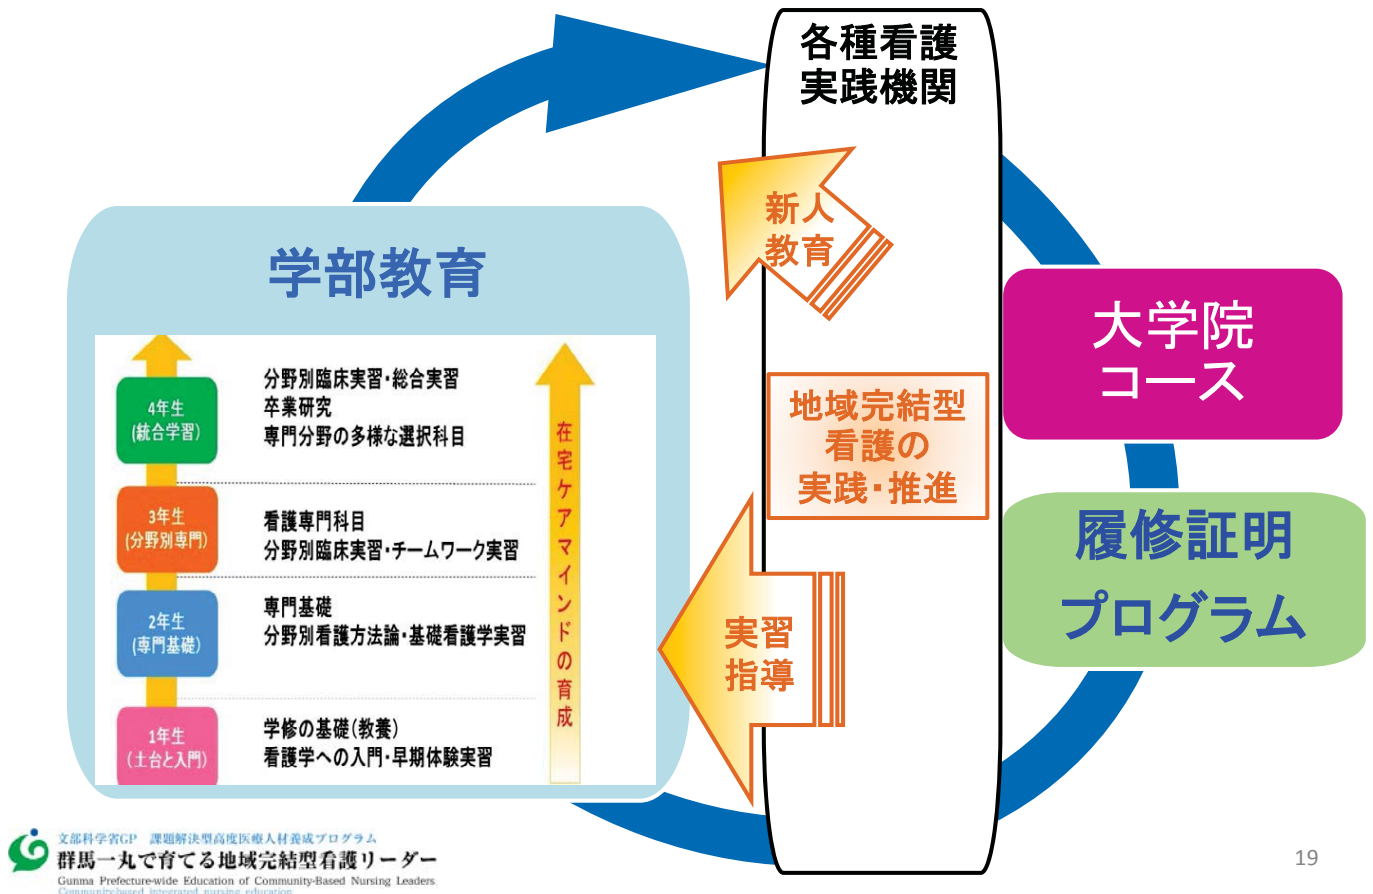 各種看護
実践機関
新人
教育
学部教育
大学院
コース
4年生
(統合学習)
分野別臨床実習・総合実習
卒業研究
専門分野の多様な選択科目
3年生
(分野別専門)
看護専門科目
分野別臨床実習・チームワーク実習
2年生
(専門基礎)
専門基礎
分野別看護方法論・基礎看護学実習
1年生
(土台と入門)
学修の基礎(教養)
看護学への入門・早期体験実習
在宅ケアマインドの育成
地域完結型
看護の
実践・推進
履修証明
プログラム
実習
指導
文部科学省GP 課題解決型高度医療人材養成プログラム
群馬一丸で育てる地域完結型看護リーダー
Gunma Prefecture-wide Education of Community-Based Nursing Leaders
Community-based integrated nursing education
19